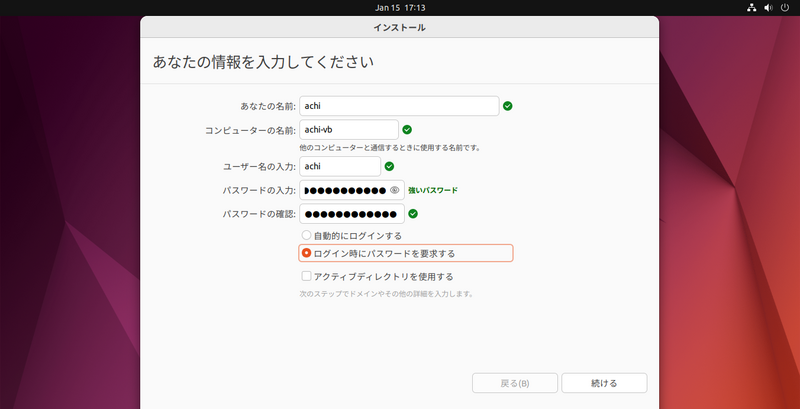 Jan 15 17:13
インストール
あなたの情報を入力してください
あなたの名前: achi
コンピューターの名前: achi-vb
他のコンピューターと通信するときに使用する名前です。
ユーザー名の入力: achi
パスワードの入力: ●●●●●●●●●●●● 強いパスワード
パスワードの確認: ●●●●●●●●●●●●
自動的にログインする
ログイン時にパスワードを要求する
アクティブディレクトリを使用する
次のステップでドメインやその他の詳細を入力します。
戻る(B) 続ける